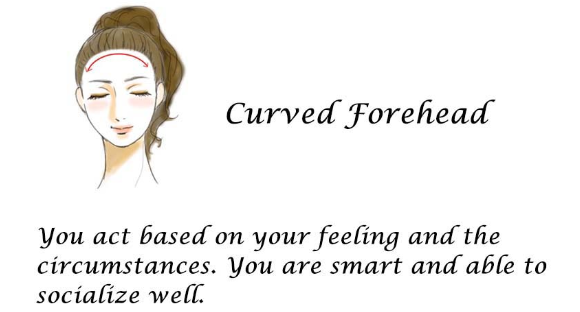 Curved Forehead
You act based on your feeling and the
circumstances. You are smart and able to
socialize well.